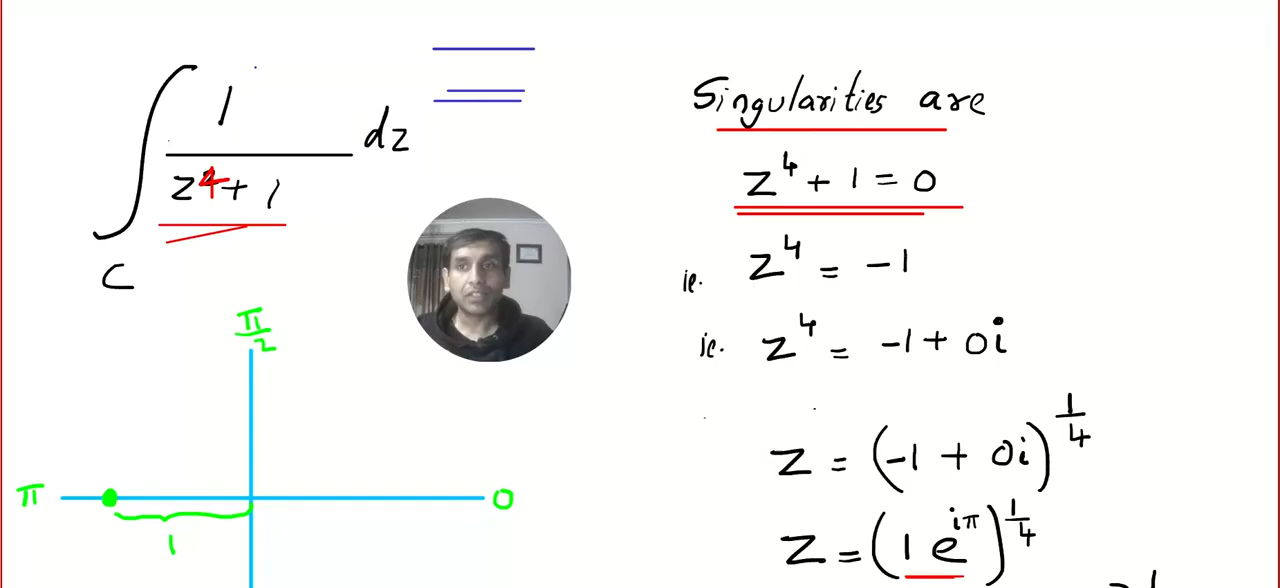 ∫_C 1/(z⁴ + 1) dz
π/2
π
0
1
Singularities are
z⁴ + 1 = 0
ie. z⁴ = -1
ie. z⁴ = -1 + 0i
z = (-1 + 0i)^(1/4)
z = (1 e^(iπ))^(1/4)